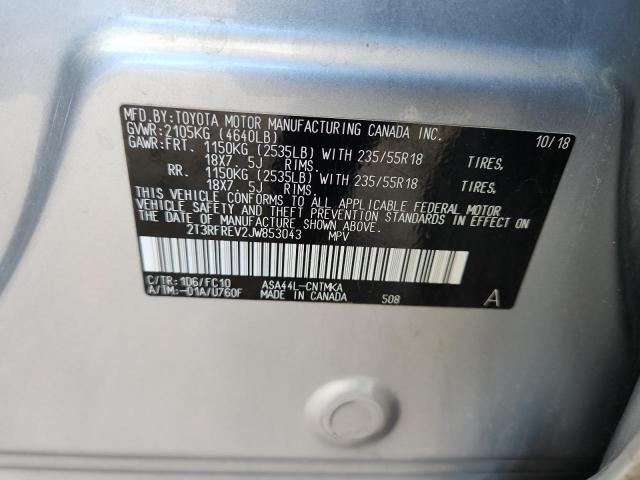 MFD.BY:TOYOTA MOTOR MANUFACTURING CANADA INC. 10/18
GVWR:2105KG (4640LB)
GAWR:FRT. 1150KG (2535LB) WITH 235/55R18 TIRES,
18X7. 5J RIMS.
RR. 1150KG (2535LB) WITH 235/55R18 TIRES,
18X7. 5J RIMS.
THIS VEHICLE CONFORMS TO ALL APPLICABLE FEDERAL MOTOR
VEHICLE SAFETY AND THEFT PREVENTION STANDARDS IN EFFECT ON
THE DATE OF MANUFACTURE SHOWN ABOVE.
2T3RFREV2JW853043 MPV
C/TR:1D6/FC10 ASA44L-CNTMKA
A/TM:-01A/U760F MADE IN CANADA 508 A